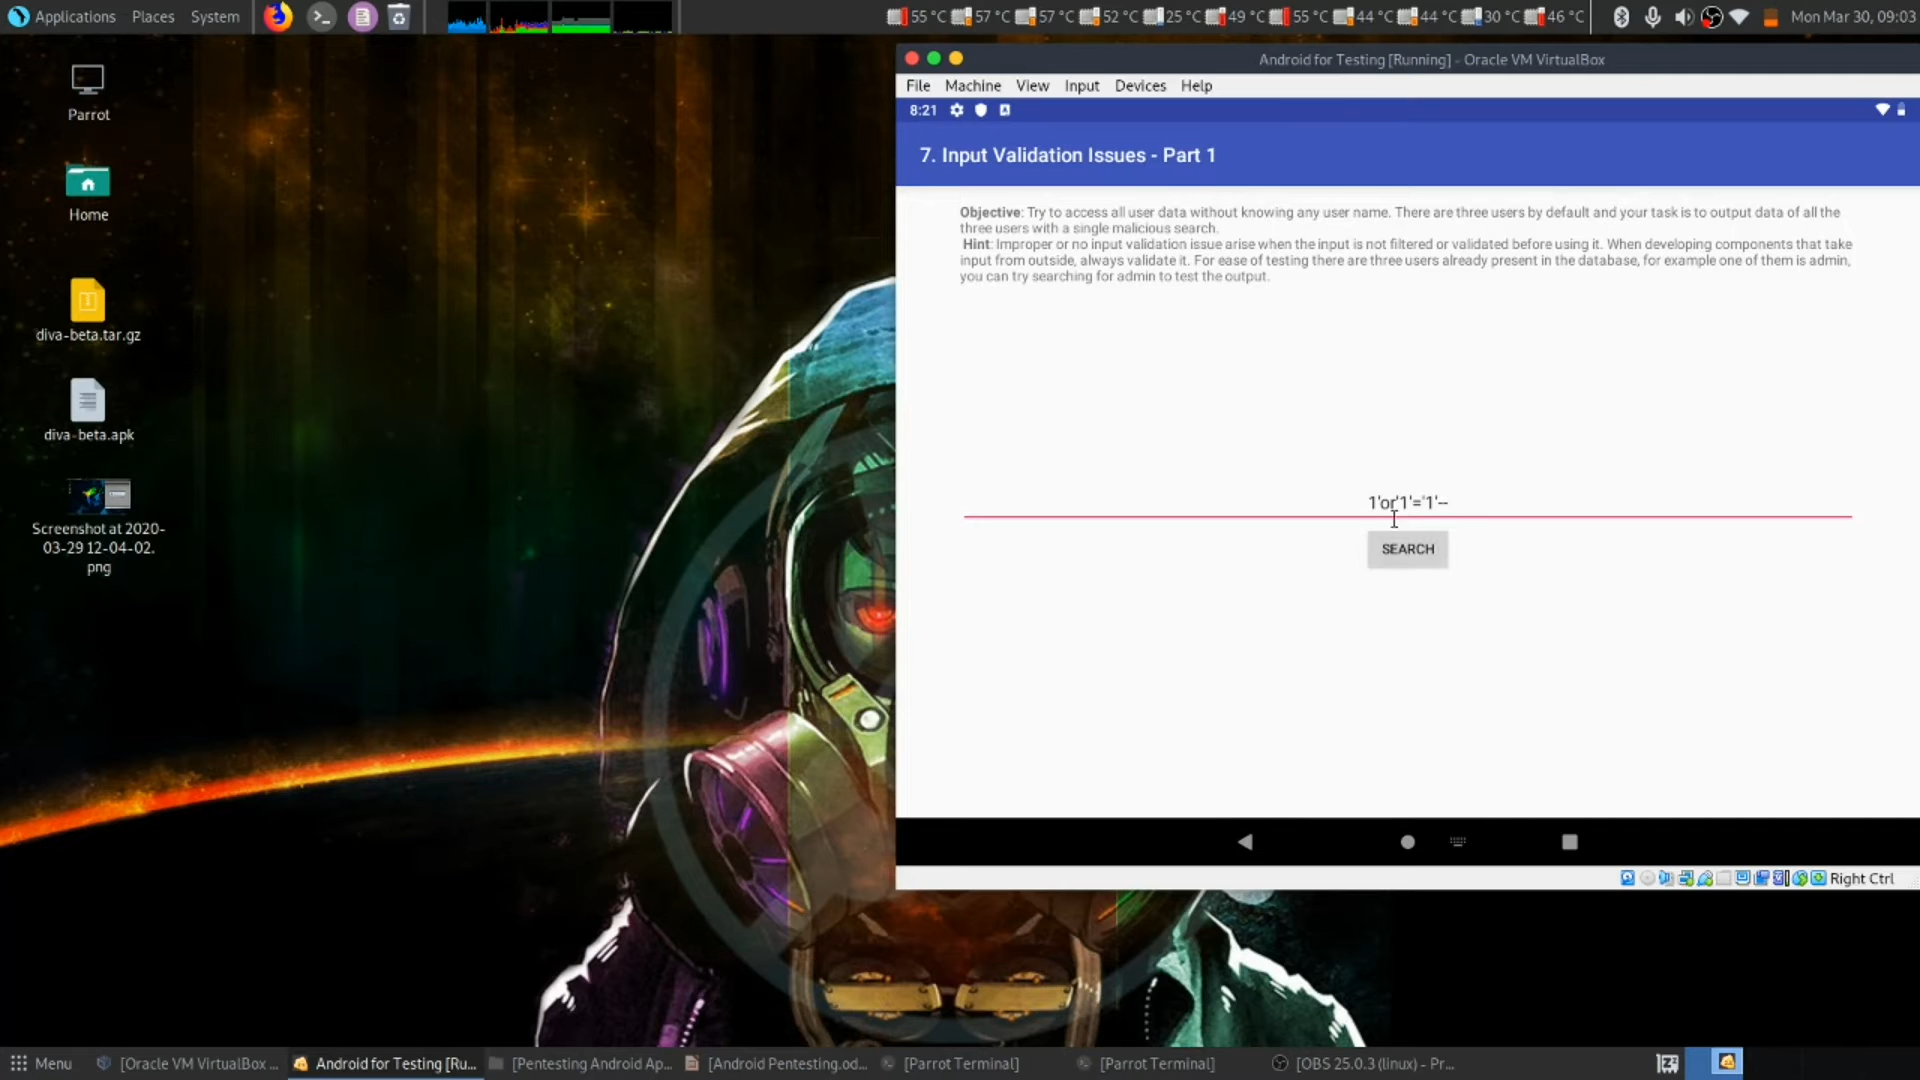 Applications Places System
55 °C 57 °C 57 °C 52 °C 25 °C 49 °C 55 °C 44 °C 44 °C 30 °C 46 °C
Mon Mar 30, 09:03
Parrot
Home
diva-beta.tar.gz
diva-beta.apk
Screenshot at 2020-
03-29 12-04-02.
png
Android for Testing [Running] - Oracle VM VirtualBox
File Machine View Input Devices Help
8:21
7. Input Validation Issues - Part 1
Objective: Try to access all user data without knowing any user name. There are three users by default and your task is to output data of all the
three users with a single malicious search.
Hint: Improper or no input validation issue arise when the input is not filtered or validated before using it. When developing components that take
input from outside, always validate it. For ease of testing there are three users already present in the database, for example one of them is admin,
you can try searching for admin to test the output.
1'or'1'='1'--
SEARCH
Right Ctrl
Menu [Oracle VM VirtualBox ... Android for Testing [Ru... [Pentesting Android Ap... [Android Pentesting.od... [Parrot Terminal] [Parrot Terminal] [OBS 25.0.3 (linux) - Pr...